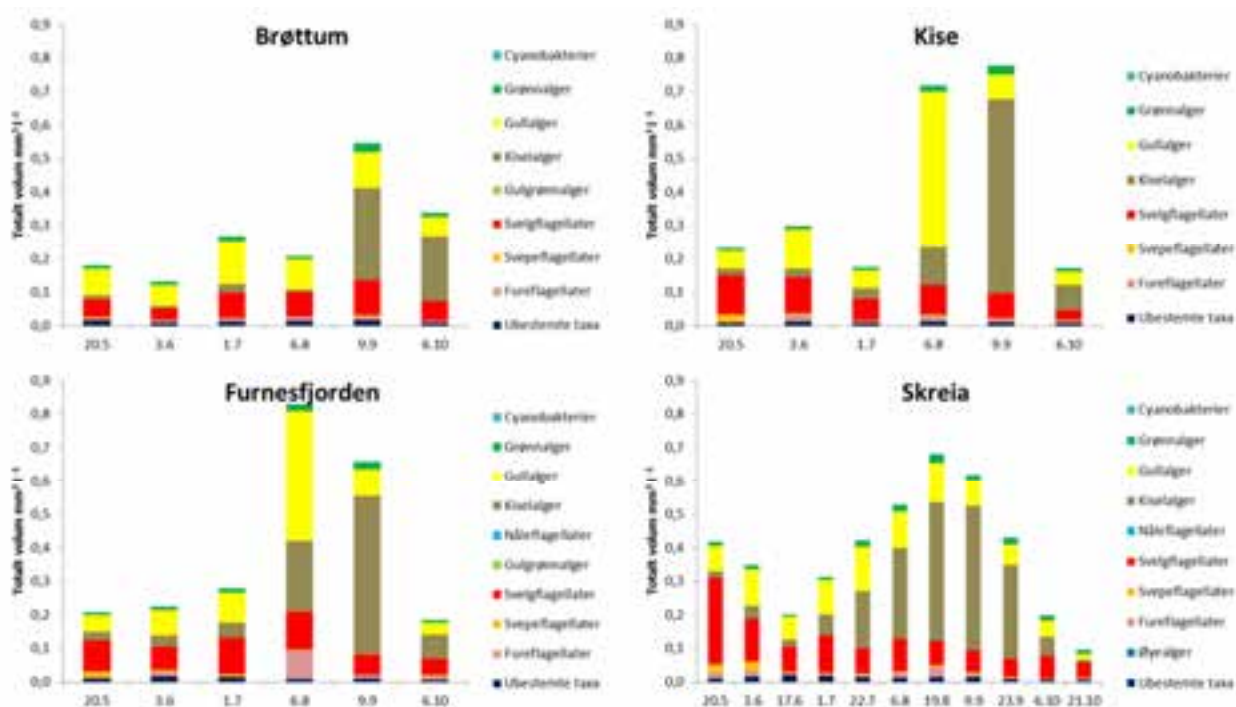 Brøttum
Totalt volum mm³ l⁻¹
0,9
0,8
0,7
0,6
0,5
0,4
0,3
0,2
0,1
0,0
20.5 3.6 1.7 6.8 9.9 6.10
Cyanobakterier
Grønnalger
Gullalger
Kiselalger
Gulgrønnalger
Svelgflagellater
Svepeflagellater
Fureflagellater
Ubestemte taxa
Kise
Totalt volum mm³ l⁻¹
0,9
0,8
0,7
0,6
0,5
0,4
0,3
0,2
0,1
0,0
20.5 3.6 1.7 6.8 9.9 6.10
Cyanobakterier
Grønnalger
Gullalger
Kiselalger
Svelgflagellater
Svepeflagellater
Fureflagellater
Ubestemte taxa
Furnesfjorden
Totalt volum mm³ l⁻¹
0,9
0,8
0,7
0,6
0,5
0,4
0,3
0,2
0,1
0,0
20.5 3.6 1.7 6.8 9.9 6.10
Cyanobakterier
Grønnalger
Gullalger
Kiselalger
Nåleflagellater
Gulgrønnalger
Svelgflagellater
Svepeflagellater
Fureflagellater
Ubestemte taxa
Skreia
Totalt volum mm³ l⁻¹
0,9
0,8
0,7
0,6
0,5
0,4
0,3
0,2
0,1
0,0
20.5 3.6 17.6 1.7 22.7 6.8 19.8 9.9 23.9 6.10 21.10
Cyanobakterier
Grønnalger
Gullalger
Kiselalger
Nåleflagellater
Svelgflagellater
Svepeflagellater
Fureflagellater
Øyealger
Ubestemte taxa